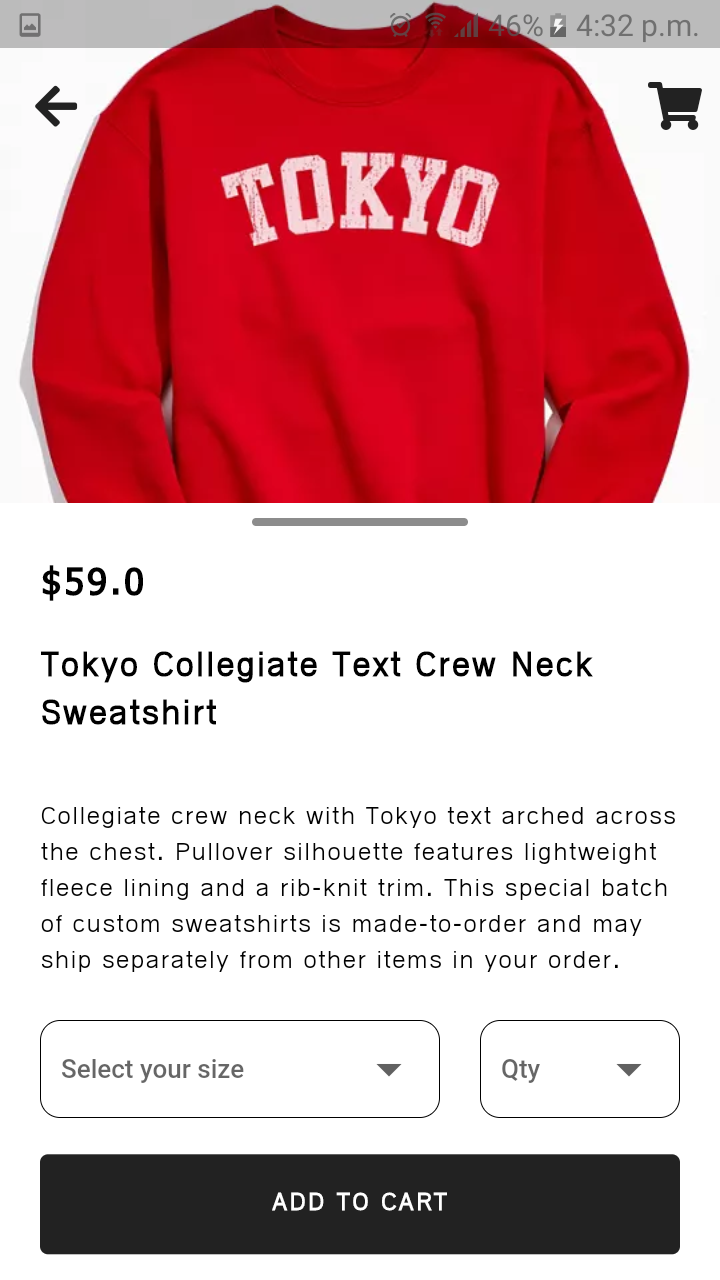 46% 4:32 p.m.
TOKYO
$59.0
Tokyo Collegiate Text Crew Neck
Sweatshirt
Collegiate crew neck with Tokyo text arched across
the chest. Pullover silhouette features lightweight
fleece lining and a rib-knit trim. This special batch
of custom sweatshirts is made-to-order and may
ship separately from other items in your order.
Select your size
Qty
ADD TO CART